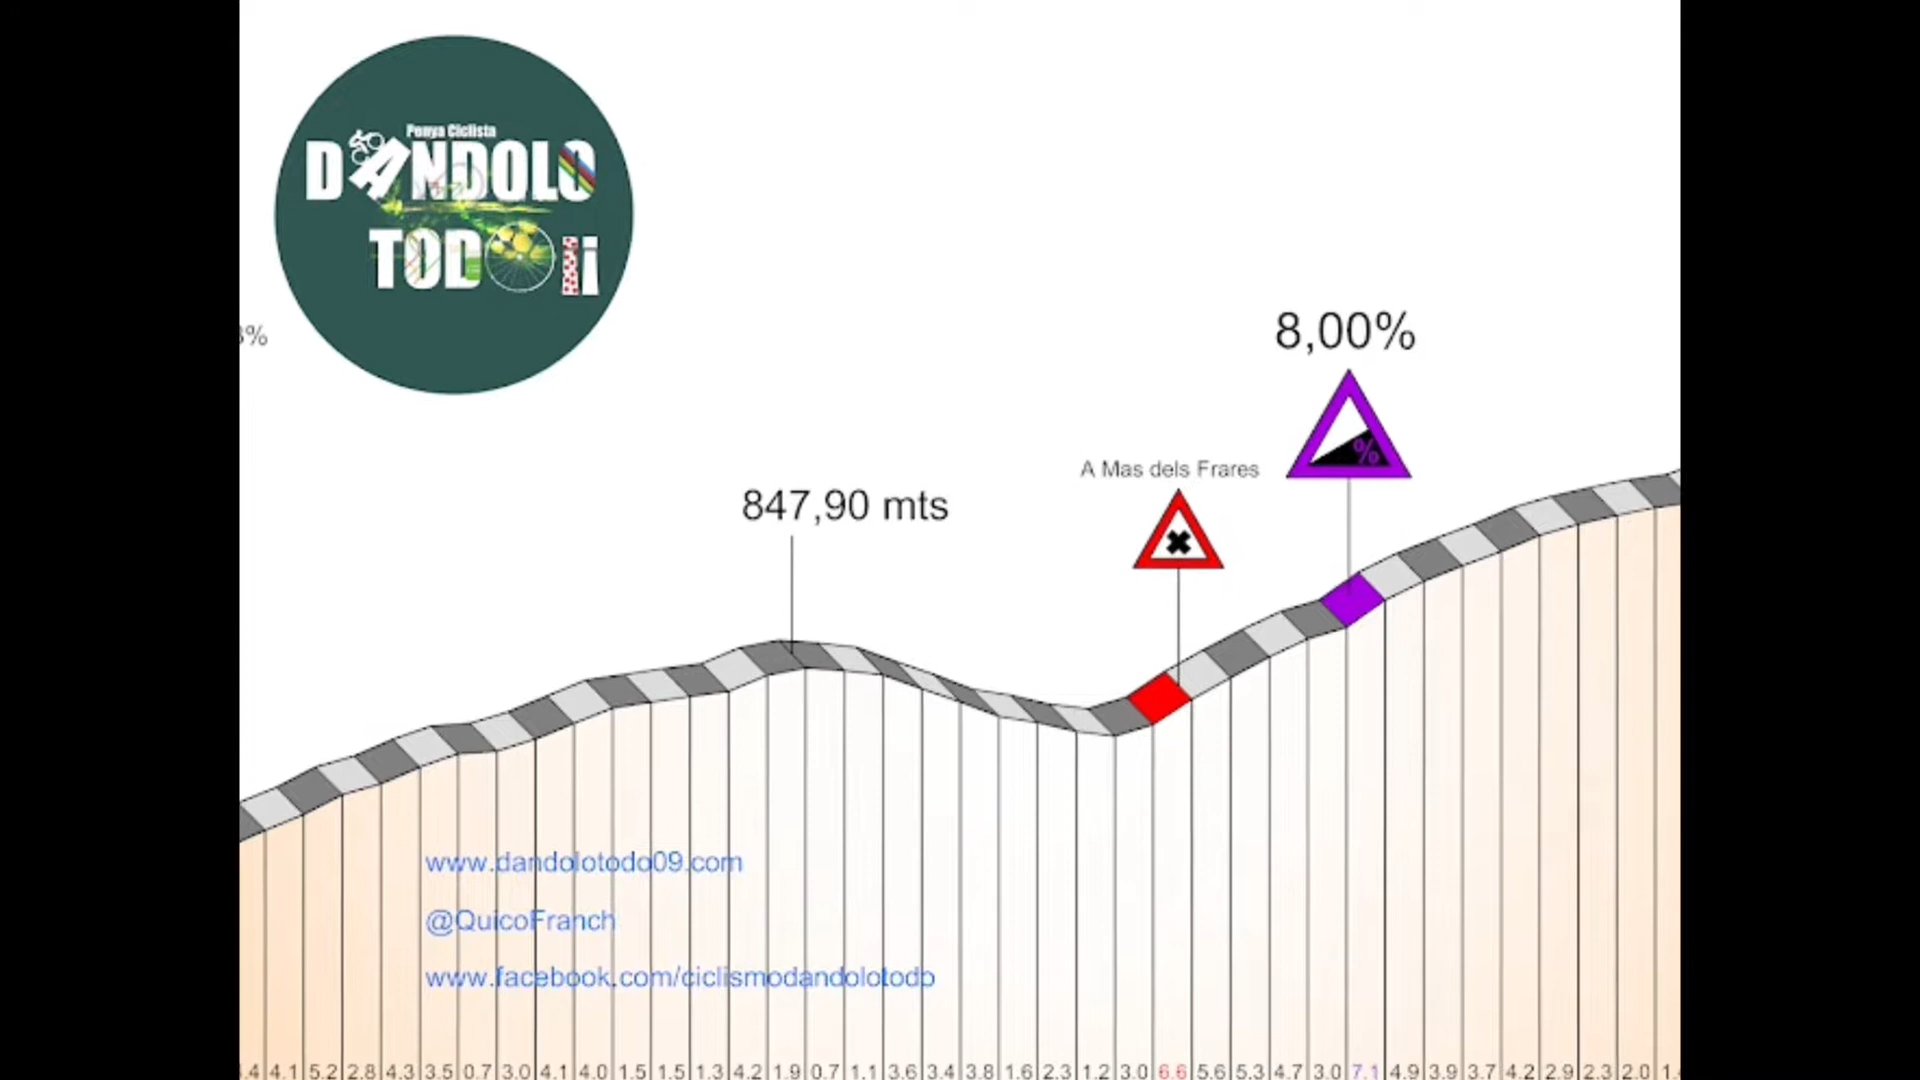 Penya Ciclista
DANDOLO
TODOli
8,00%
A Mas dels Frares
847,90 mts
www.dandolotodo09.com
@QuicoFranch
www.facebook.com/ciclismodandolotodo
4.1 5.2 2.8 4.3 3.5 0.7 3.0 4.1 4.0 1.5 1.5 1.3 4.2 1.9 0.7 1.1 3.6 3.4 3.8 1.6 2.3 1.2 3.0 6.6 5.6 5.3 4.7 3.0 7.1 4.9 3.9 3.7 4.2 2.9 2.3 2.0